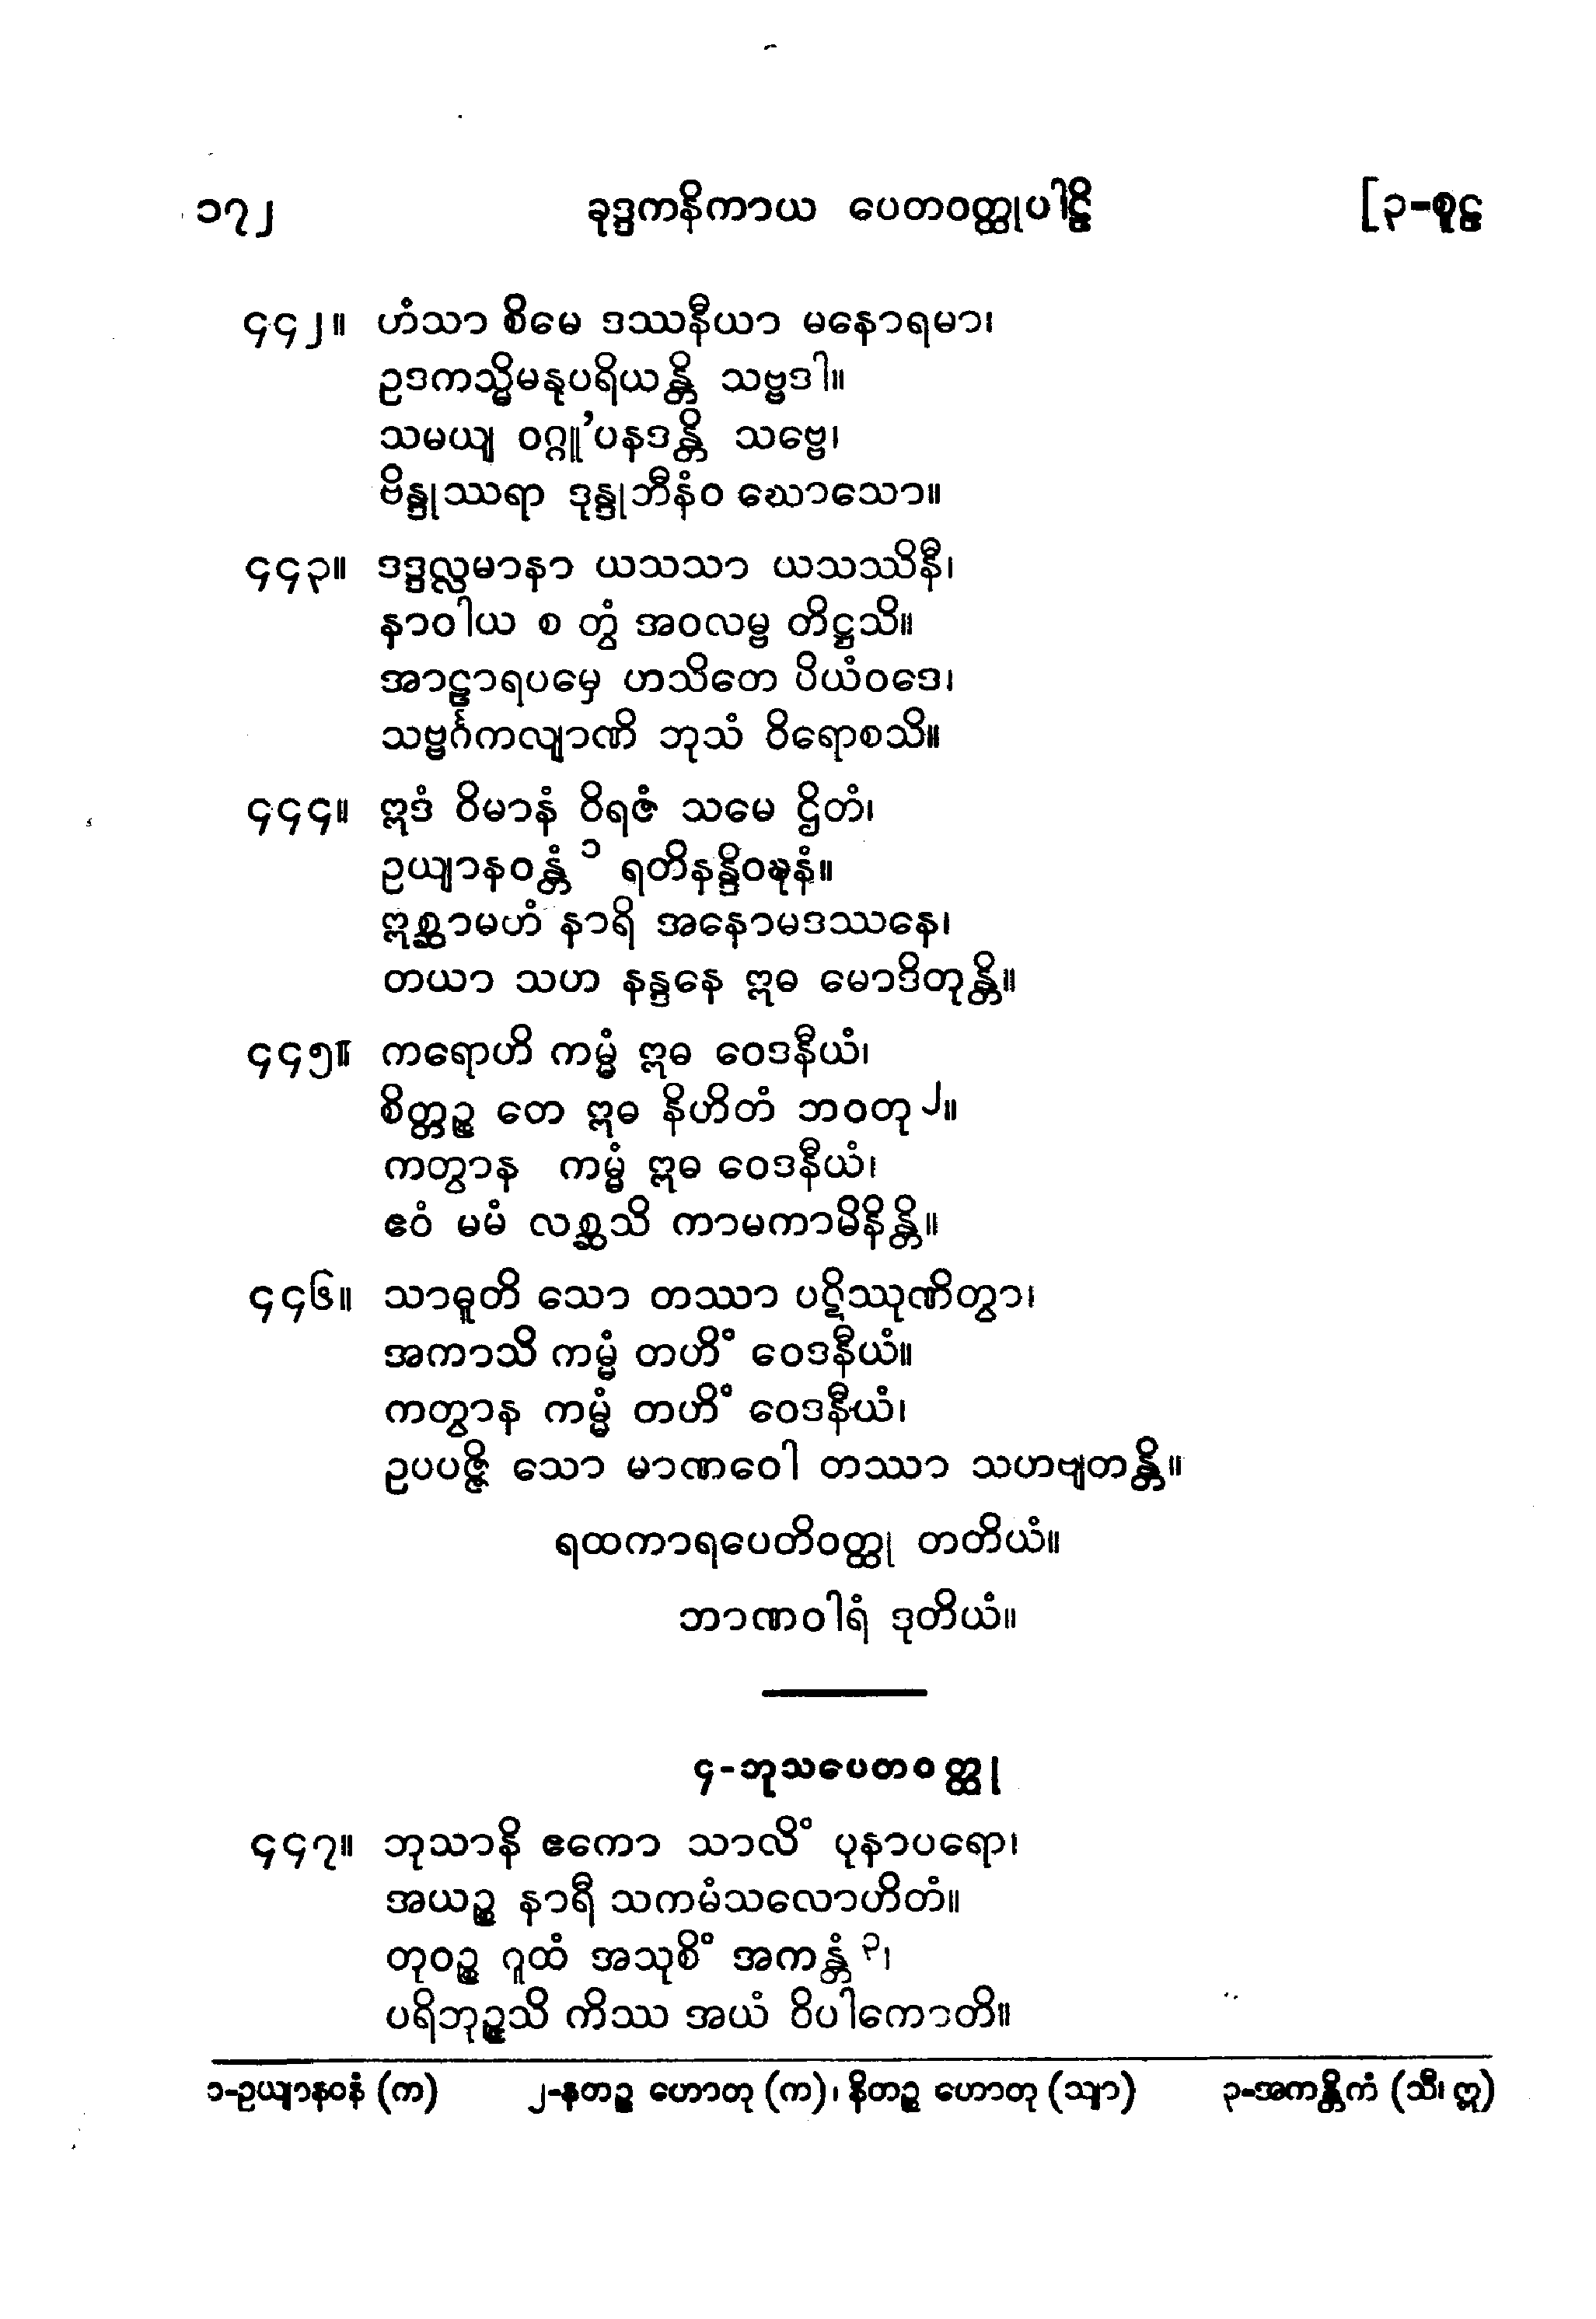 ၁၇၂ ခုဒ္ဒကနိကာယ ပေတဝတ္ထုပါဠိ [၃-စူဠ
၄၄၂။ ဟံသာ စိမေ ဒဿနီယာ မနောရမာ၊
ဥဒကသ္မိမနုပရိယန္တိ သဗ္ဗဒါ။
သမယျ ဝဂ္ဂူ'ပနဒန္တိ သဗ္ဗေ၊
ဗိန္ဒုဿရာ ဒုန္ဒုဘီနံဝ ဃောသော။
၄၄၃။ ဒဒ္ဒလ္လမာနာ ယသသာ ယသဿိနီ၊
နာဝါယ စ တွံ အဝလမ္ဗ တိဋ္ဌသိ။
အာဠာရပမှေ ဟသိတေ ပိယံဝဒေ၊
သဗ္ဗင်္ဂကလျာဏိ ဘုသံ ဝိရောစသိ။
၄၄၄။ ဣဒံ ဝိမာနံ ဝိရဇံ သမေ ဌိတံ၊
ဥယျာနဝန္တံ ၁ ရတိနန္ဒိဝဍ္ဎနံ။
ဣစ္ဆာမဟံ နာရိ အနောမဒဿနေ၊
တယာ သဟ နန္ဒနေ ဣဓ မောဒိတုန္တိ။
၄၄၅။ ကရောဟိ ကမ္မံ ဣဓ ဝေဒနီယံ၊
စိတ္တဉ္စ တေ ဣဓ နိဟိတံ ဘဝတု ၂။
ကတွာန ကမ္မံ ဣဓ ဝေဒနီယံ၊
ဧဝံ မမံ လစ္ဆသိ ကာမကာမိနိန္တိ။
၄၄၆။ သာဓူတိ သော တဿာ ပဋိဿုဏိတွာ၊
အကာသိ ကမ္မံ တဟိံ ဝေဒနီယံ။
ကတွာန ကမ္မံ တဟိံ ဝေဒနီယံ၊
ဥပပဇ္ဇိ သော မာဏဝေါ တဿာ သဟဗျတန္တိ။
ရထကာရပေတိဝတ္ထု တတိယံ။
ဘာဏဝါရံ ဒုတိယံ။
၄-ဘုသပေတဝတ္ထု
၄၄၇။ ဘုသာနိ ဧကော သာလိံ ပုနာပရော၊
အယဉ္စ နာရီ သကမံသလောဟိတံ။
တုဝဉ္စ ဂူထံ အသုစိံ အကန္တံ ၃၊
ပရိဘုဉ္ဇသိ ကိဿ အယံ ဝိပါကောတိ။
၁-ဥယျာနဝနံ (က) ၂-နတဉ္စ ဟောတု (က)၊ နိတဉ္စ ဟောတု (သျာ) ၃-အကန္တိကံ (သီ၊ ဣ)